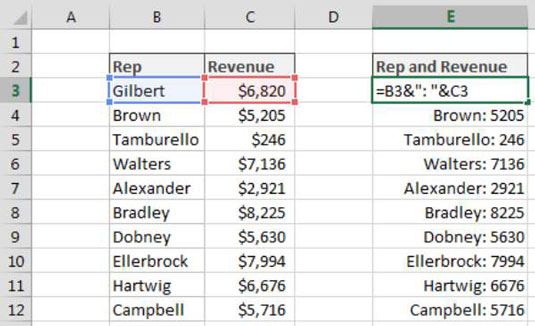 A B C D E
1
2 Rep Revenue Rep and Revenue
3 Gilbert $6,820 =B3&": "&C3
4 Brown $5,205 Brown: 5205
5 Tamburello $246 Tamburello: 246
6 Walters $7,136 Walters: 7136
7 Alexander $2,921 Alexander: 2921
8 Bradley $8,225 Bradley: 8225
9 Dobney $5,630 Dobney: 5630
10 Ellerbrock $7,994 Ellerbrock: 7994
11 Hartwig $6,676 Hartwig: 6676
12 Campbell $5,716 Campbell: 5716